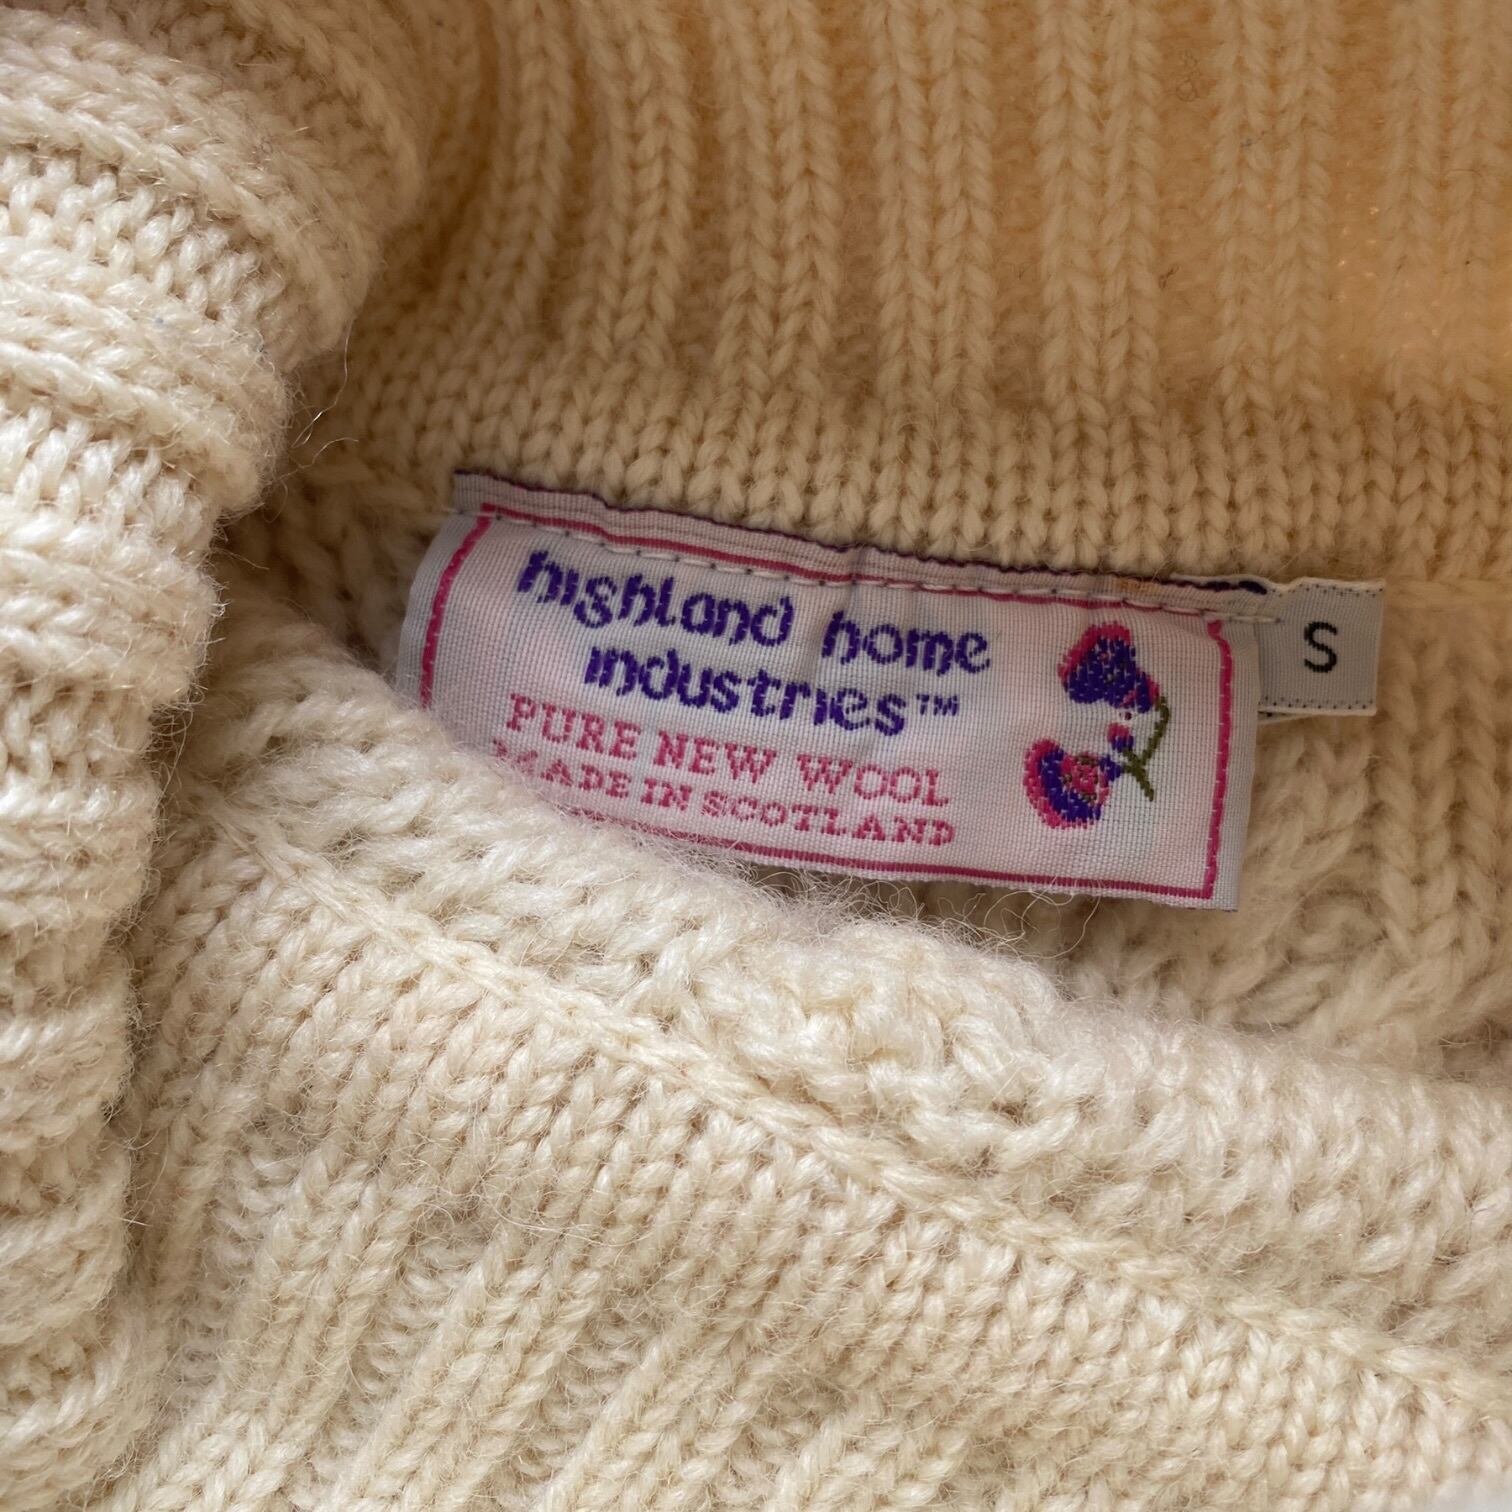 highland home
industries™
PURE NEW WOOL
MADE IN SCOTLAND
S